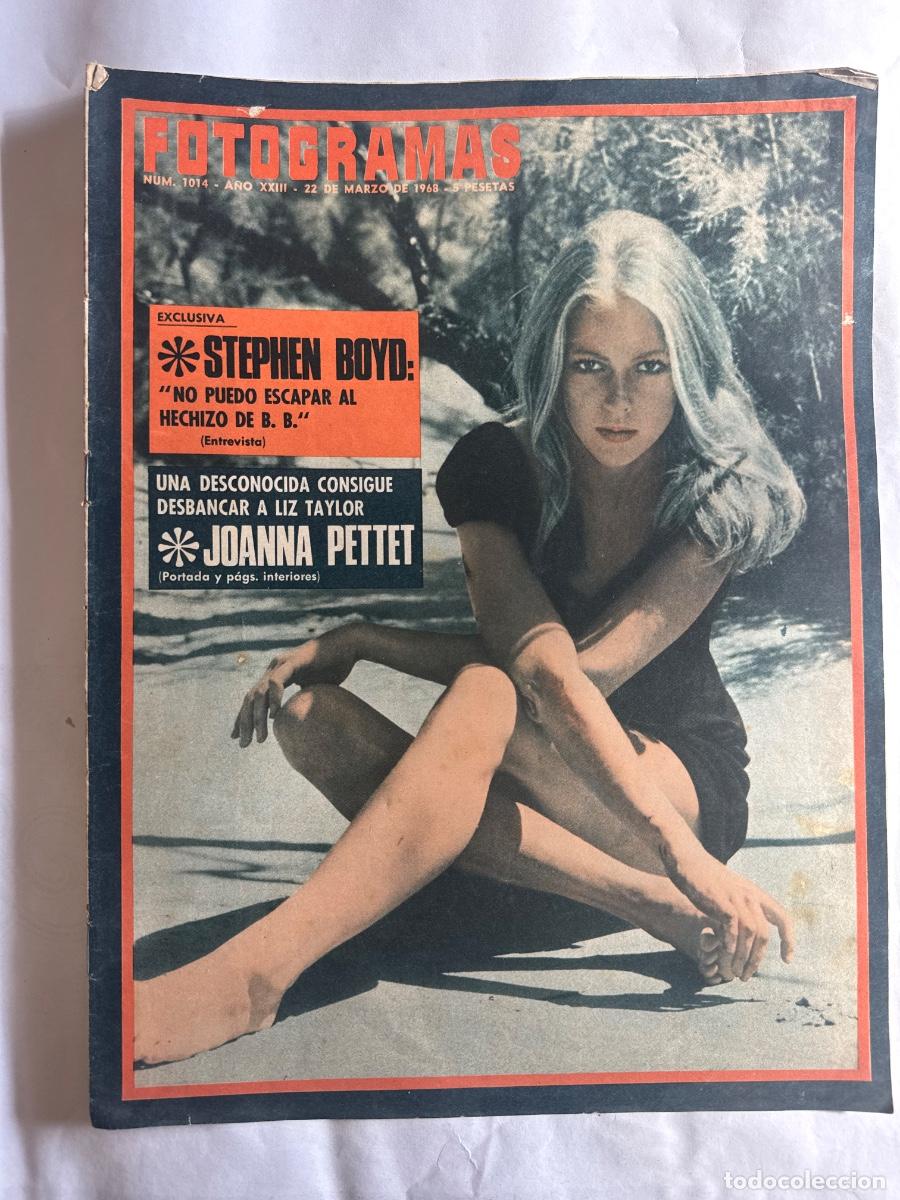 FOTOGRAMAS
NUM. 1014 - AÑO XXIII - 22 DE MARZO DE 1968 - 5 PESETAS
EXCLUSIVA
STEPHEN BOYD:
"NO PUEDO ESCAPAR AL
HECHIZO DE B. B."
(Entrevista)
UNA DESCONOCIDA CONSIGUE
DESBANCAR A LIZ TAYLOR
JOANNA PETTET
(Portada y págs. interiores)
todocoleccion